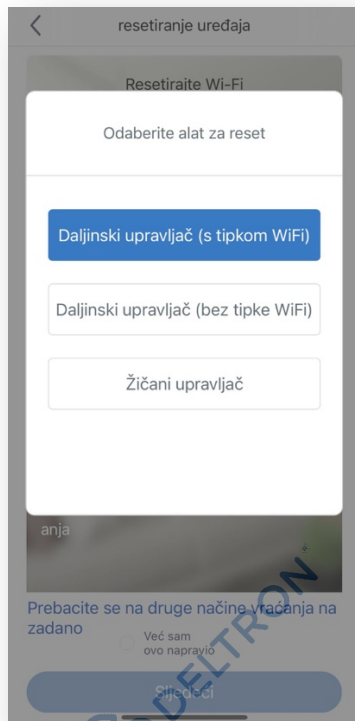 resetiranje uređaja
Resetirajte Wi-Fi
Odaberite alat za reset
Daljinski upravljač (s tipkom WiFi)
Daljinski upravljač (bez tipke WiFi)
Žičani upravljač
anja
Prebacite se na druge načine vraćanja na
zadano
Već sam
ovo napravio
Sljedeći
DELTRON